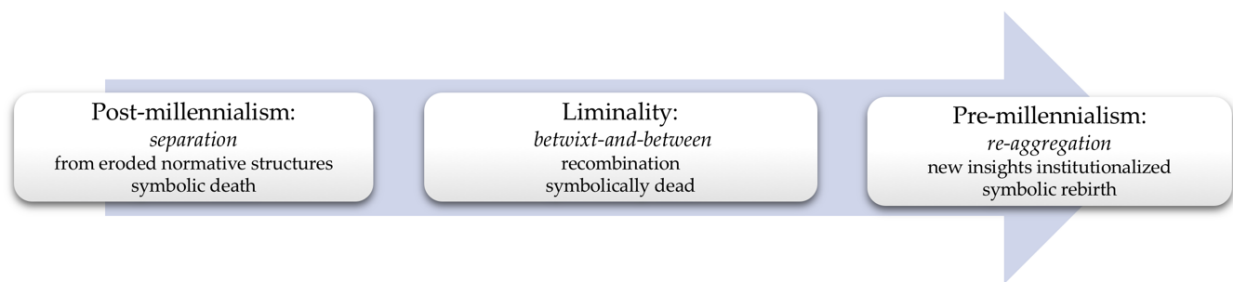 Post-millennialism:
separation
from eroded normative structures
symbolic death
Liminality:
betwixt-and-between
recombination
symbolically dead
Pre-millennialism:
re-aggregation
new insights institutionalized
symbolic rebirth